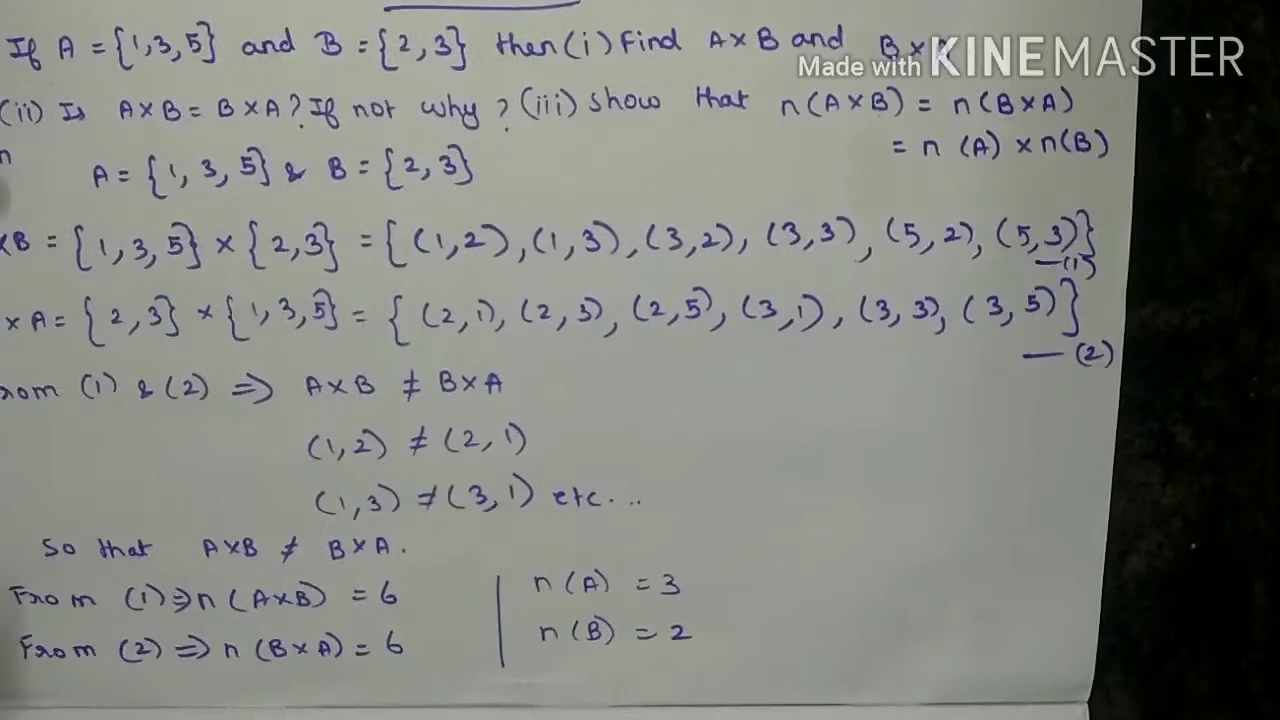 If A = {1,3,5} and B = {2,3} then (i) Find A×B and B×
Made with KINEMASTER
(ii) Is A×B = B×A? If not why? (iii) show that n(A×B) = n(B×A)
= n (A) × n(B)
n
A = {1, 3, 5} & B = {2, 3}
×B = {1, 3, 5} × {2,3} = {(1,2), (1,3), (3,2), (3,3), (5,2), (5,3)}
—(1)
× A = {2,3} × {1,3,5} = {(2,1), (2,3), (2,5), (3,1), (3,3), (3,5)}
— (2)
rom (1) & (2) ⇒ A×B ≠ B×A
(1,2) ≠ (2,1)
(1,3) ≠ (3,1) etc...
So that A×B ≠ B×A.
From (1) ⇒ n (A×B) = 6
n (A) = 3
From (2) ⇒ n (B×A) = 6
n (B) = 2